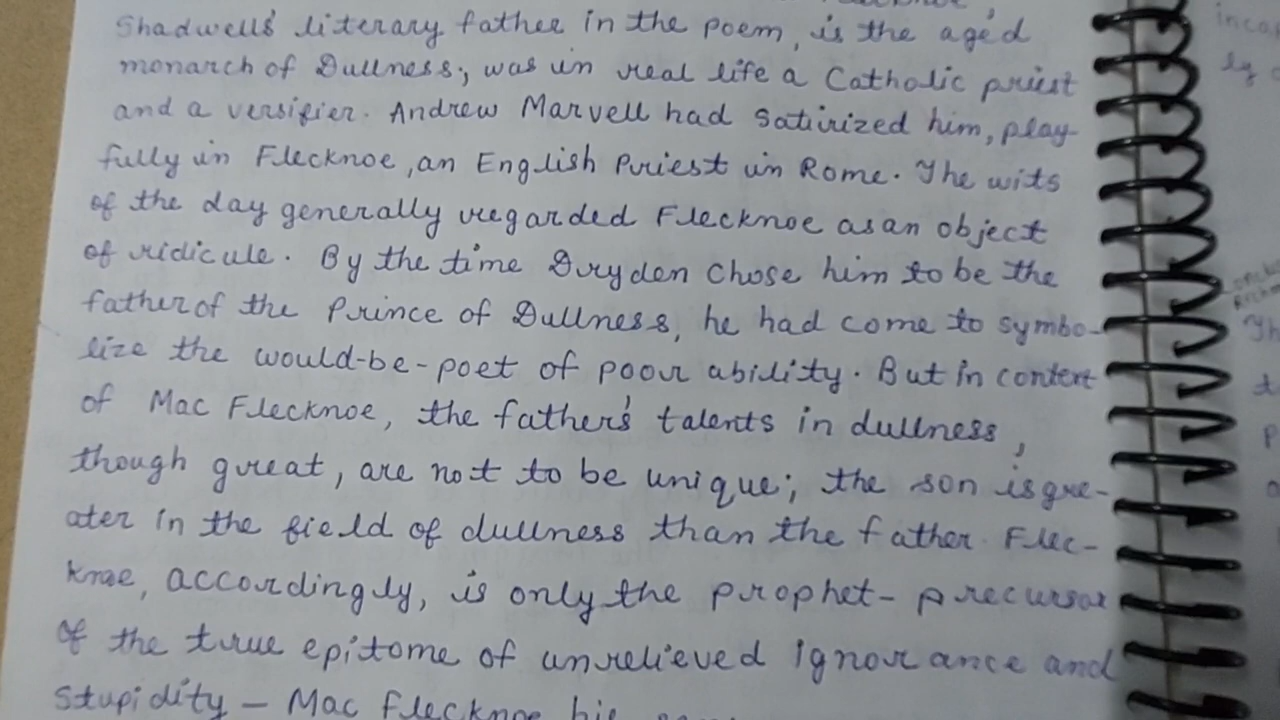 Shadwell's literary father in the poem, is the aged
monarch of Dullness; was in real life a Catholic priest
and a versifier. Andrew Marvell had satirized him, play-
fully in Flecknoe, an English Priest in Rome. The wits
of the day generally regarded Flecknoe as an object
of ridicule. By the time Dryden chose him to be the
father of the Prince of Dullness, he had come to symbo-
lize the would-be-poet of poor ability. But in context
of Mac Flecknoe, the father's talents in dullness,
though great, are not to be unique; the son is gre-
ater in the field of dullness than the father. Flec-
knoe, accordingly, is only the prophet-precursor
of the true epitome of unrelieved ignorance and
stupidity – Mac Flecknoe his